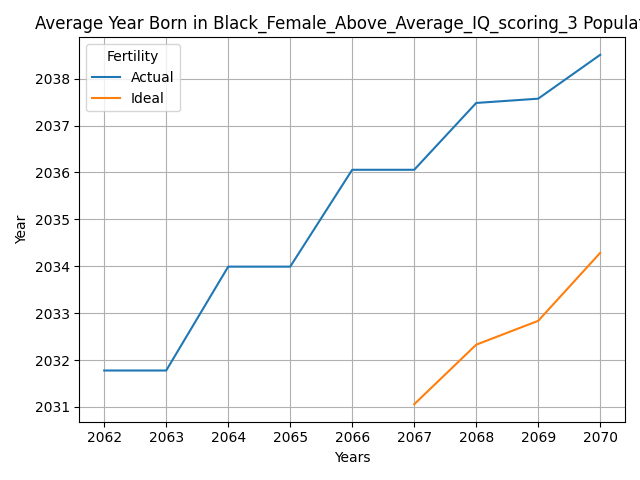 Average Year Born in Black_Female_Above_Average_IQ_scoring_3 Populat
Fertility
Actual
Ideal
2038
2037
2036
2035
2034
2033
2032
2031
Year
2062 2063 2064 2065 2066 2067 2068 2069 2070
Years